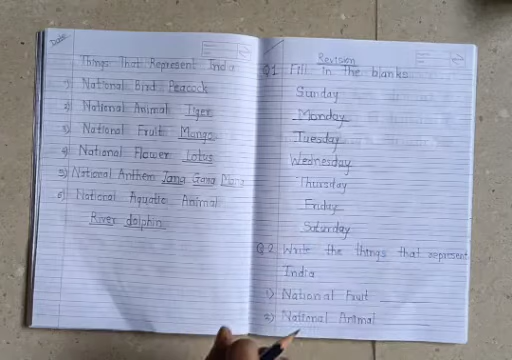 Date:
Things That Represent India
1) National Bird Peacock
2) National Animal Tiger
3) National Fruit Mango
4) National Flower Lotus
5) National Anthem Jana Gana Mana
6) National Aquatic Animal
River dolphin
Revision
Q1 Fill in the blanks
Sunday
Monday
Tuesday
Wednesday
Thursday
Friday
Saturday
Q2 Write the things that represent
India
1) National Fruit
2) National Animal